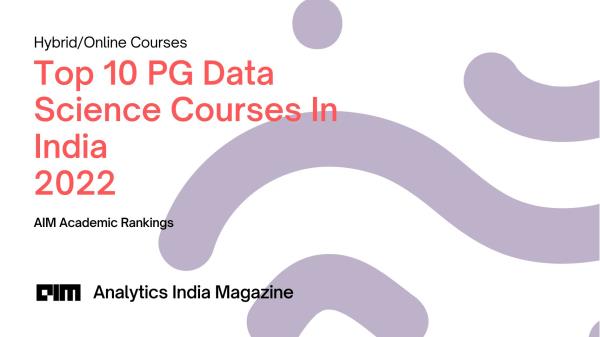 Hybrid/Online Courses
Top 10 PG Data
Science Courses In
India
2022
AIM Academic Rankings
AIM Analytics India Magazine